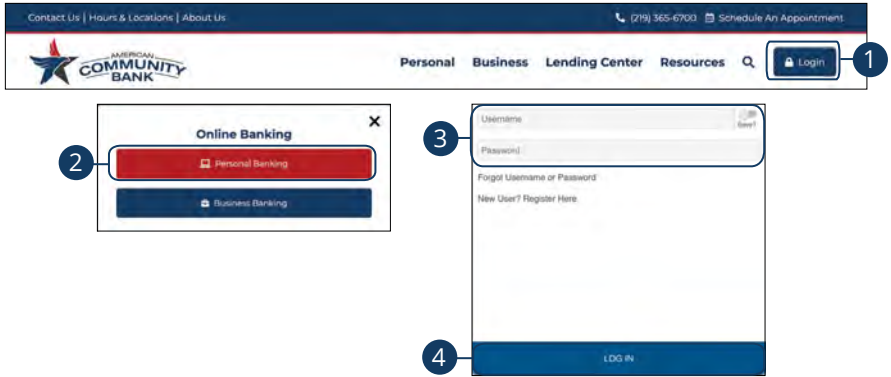 Contact Us | Hours & Locations | About Us
(219) 365-6700 Schedule An Appointment
AMERICAN
COMMUNITY
BANK
Personal Business Lending Center Resources Login
1
Online Banking
2
Personal Banking
Business Banking
3
Username
Save?
Password
Forgot Username or Password
New User? Register Here
4
LOG IN